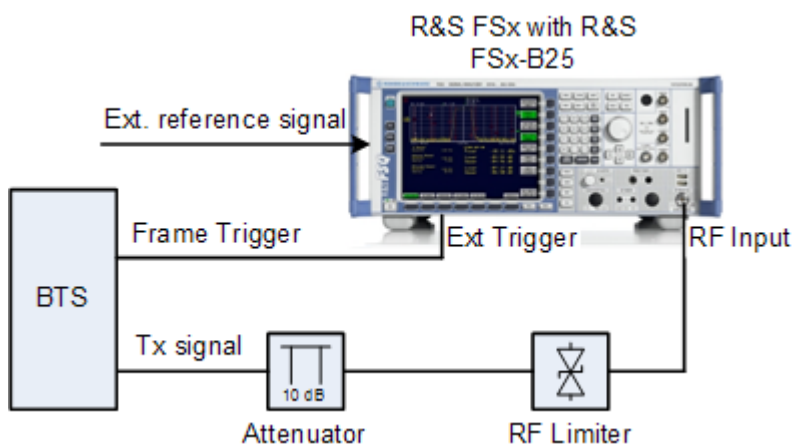 R&S FSx with R&S
FSx-B25
Ext. reference signal
FSQ
Frame Trigger
Ext Trigger
RF Input
BTS
Tx signal
10 dB
Attenuator
RF Limiter